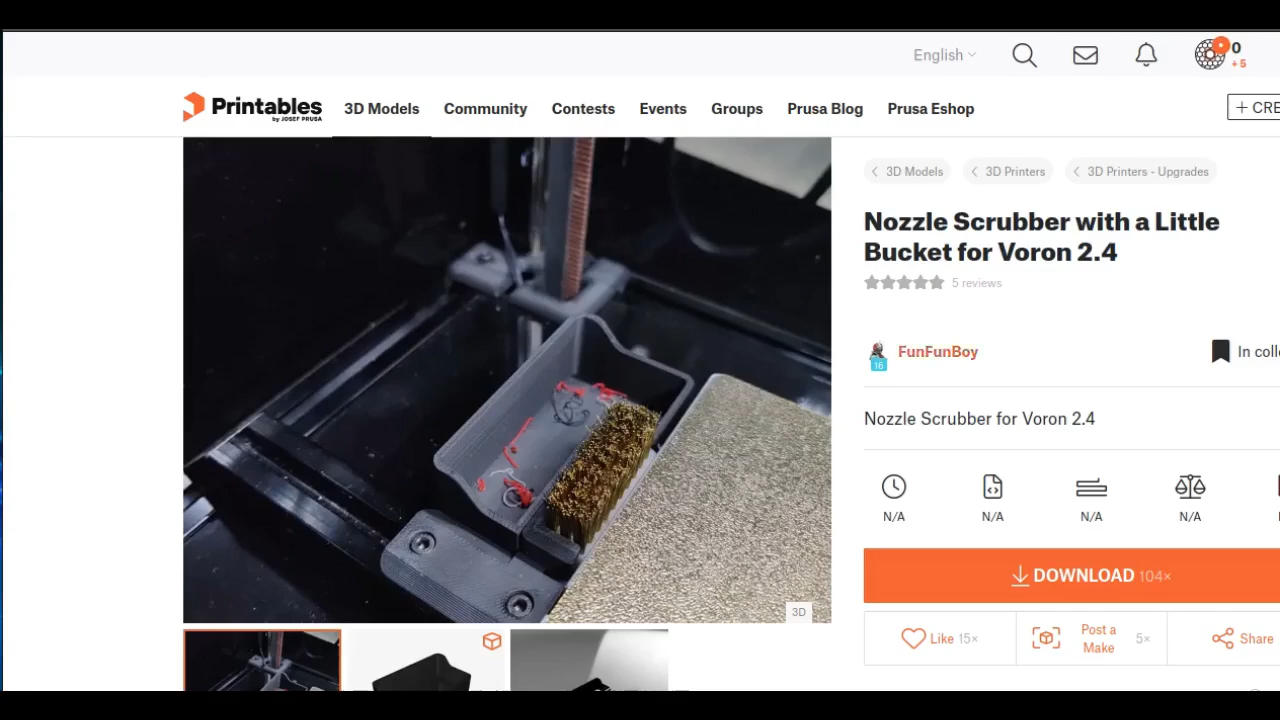 English
0
+5
Printables
by JOSEF PRUSA
3D Models
Community
Contests
Events
Groups
Prusa Blog
Prusa Eshop
+ CRE
3D Models
3D Printers
3D Printers - Upgrades
Nozzle Scrubber with a Little
Bucket for Voron 2.4
5 reviews
16
FunFunBoy
In colle
Nozzle Scrubber for Voron 2.4
N/A
N/A
N/A
N/A
DOWNLOAD 104×
Like 15×
Post a
Make
5×
Share
3D